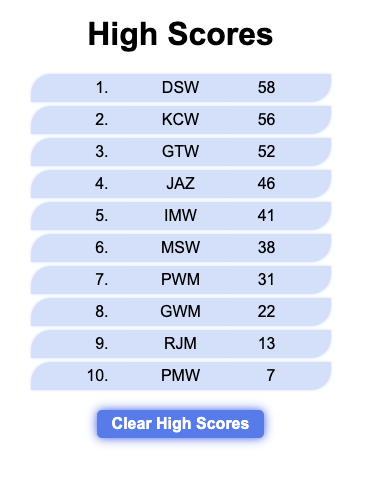 High Scores
1. DSW 58
2. KCW 56
3. GTW 52
4. JAZ 46
5. IMW 41
6. MSW 38
7. PWM 31
8. GWM 22
9. RJM 13
10. PMW 7
Clear High Scores